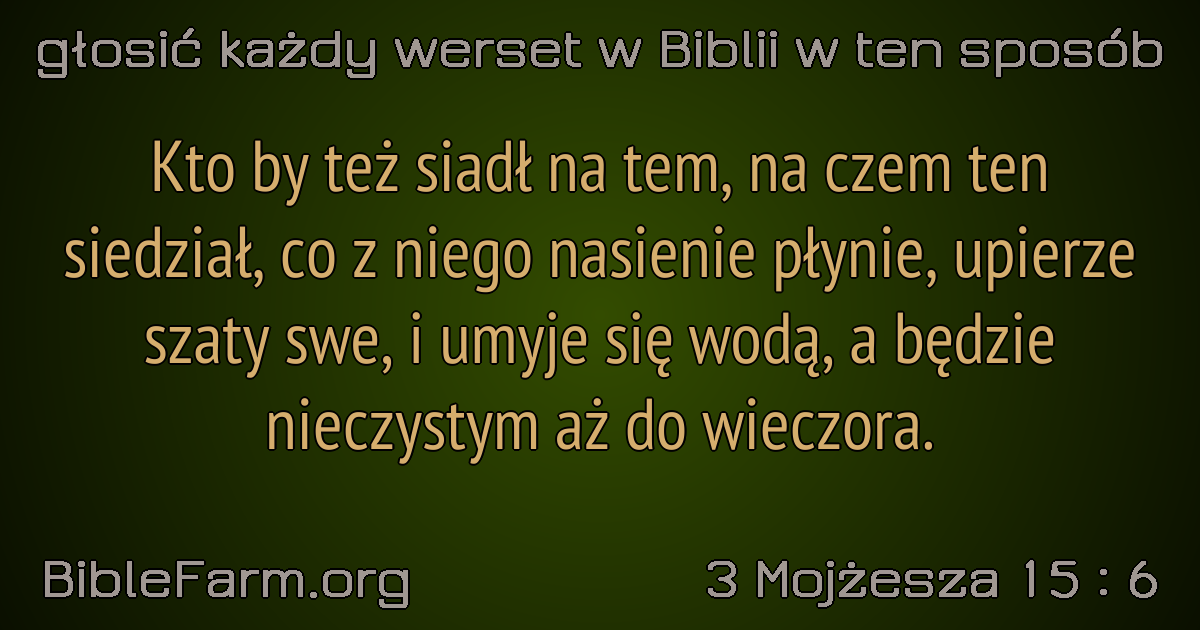 głosić każdy werset w Biblii w ten sposób
Kto by też siadł na tem, na czem ten
siedział, co z niego nasienie płynie, upierze
szaty swe, i umyje się wodą, a będzie
nieczystym aż do wieczora.
BibleFarm.org
3 Mojżesza 15 : 6